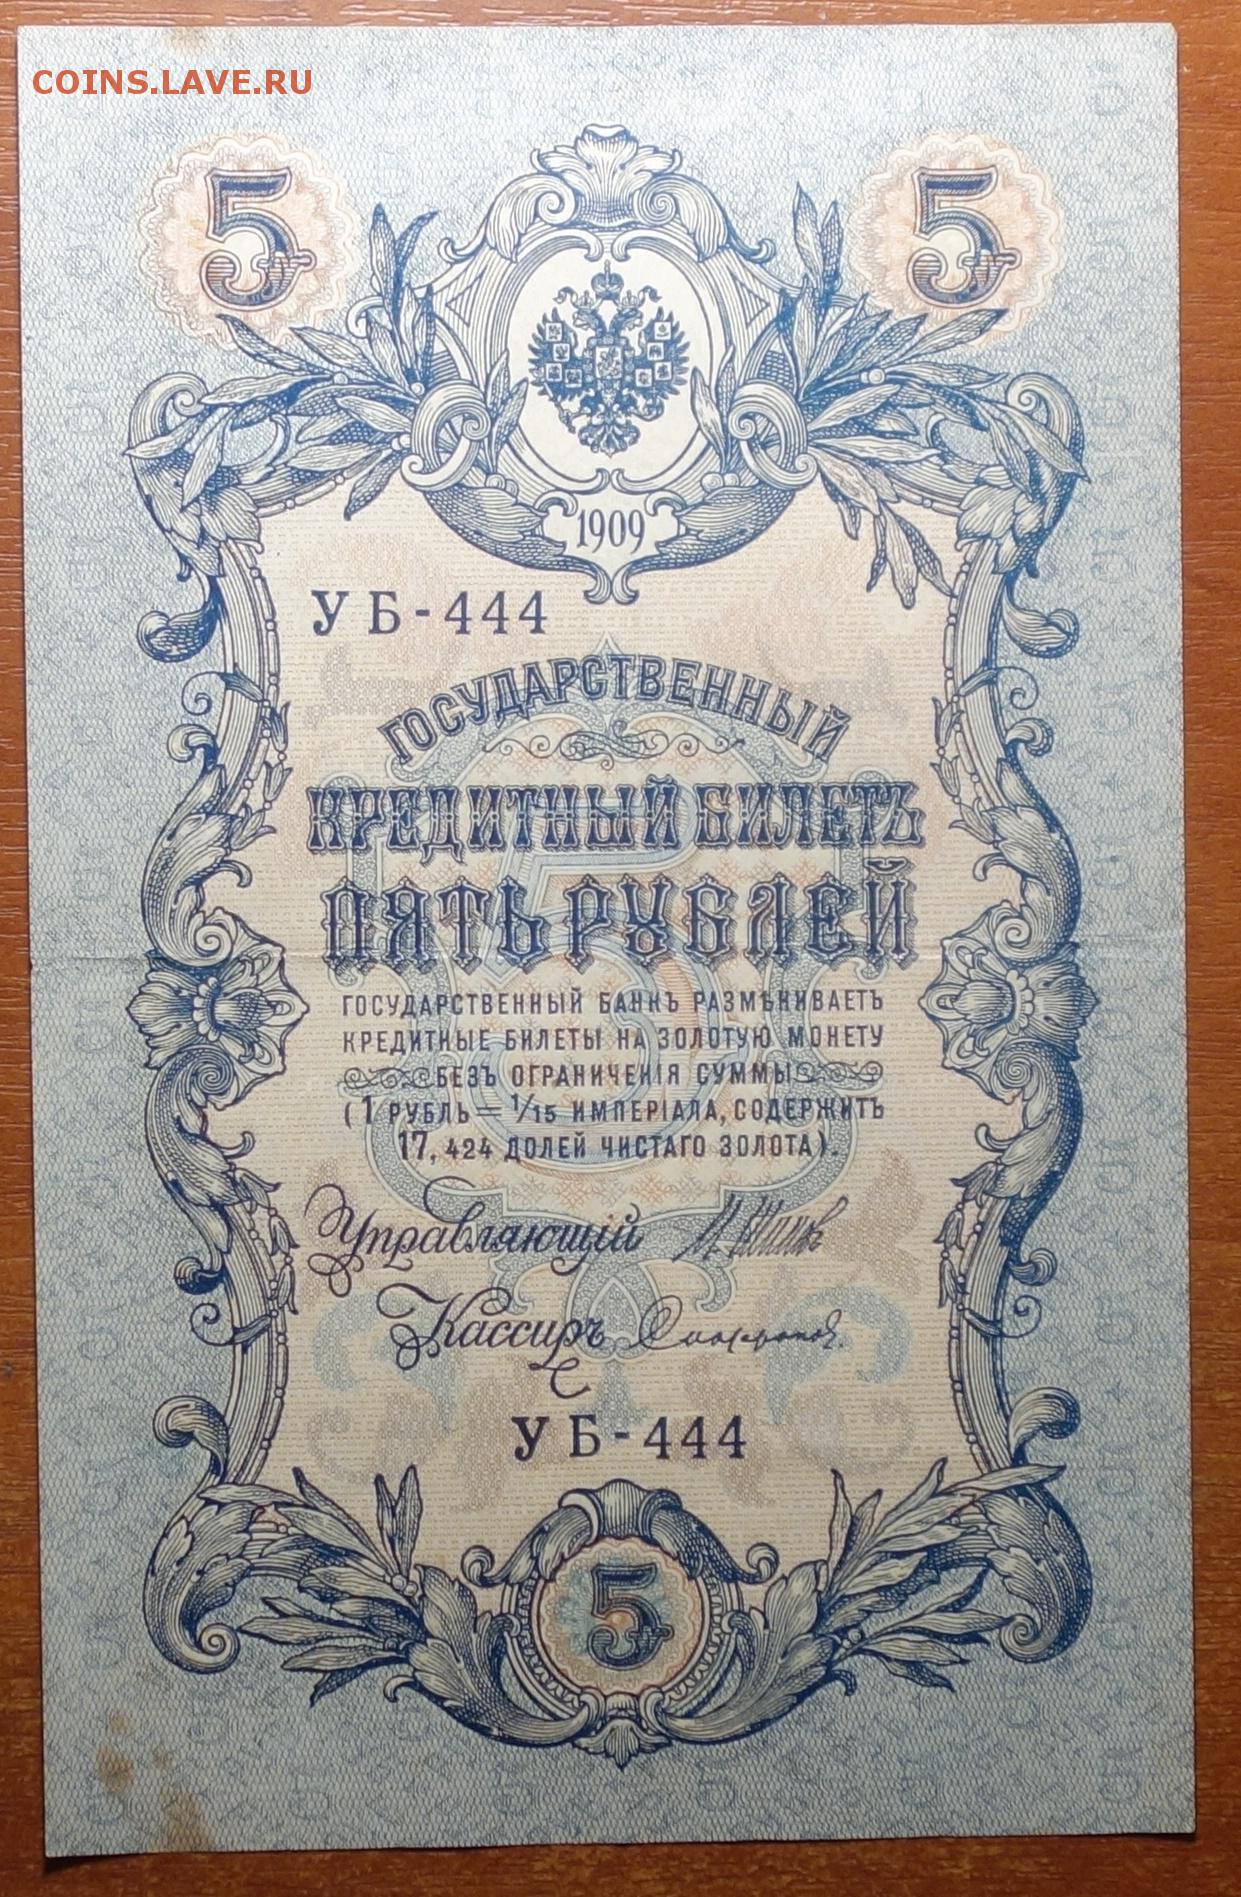 COINS.LAVE.RU
5 5
1909
УБ-444
ГОСУДАРСТВЕННЫЙ
КРЕДИТНЫЙ БИЛЕТЪ
ПЯТЬ РУБЛЕЙ
ГОСУДАРСТВЕННЫЙ БАНКЪ РАЗМѢНИВАЕТЪ
КРЕДИТНЫЕ БИЛЕТЫ НА ЗОЛОТУЮ МОНЕТУ
БЕЗЪ ОГРАНИЧЕНІЯ СУММЫ
(1 РУБЛЬ = 1/15 ИМПЕРІАЛА, СОДЕРЖИТЪ
17,424 ДОЛЕЙ ЧИСТАГО ЗОЛОТА).
Управляющій
Кассиръ
УБ-444
5